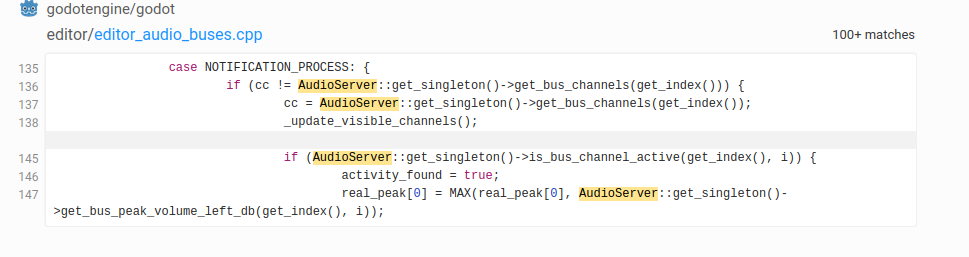 godotengine/godot
editor/editor_audio_buses.cpp
100+ matches
135 case NOTIFICATION_PROCESS: {
136 if (cc != AudioServer::get_singleton()->get_bus_channels(get_index())) {
137 cc = AudioServer::get_singleton()->get_bus_channels(get_index());
138 _update_visible_channels();
145 if (AudioServer::get_singleton()->is_bus_channel_active(get_index(), i)) {
146 activity_found = true;
147 real_peak[0] = MAX(real_peak[0], AudioServer::get_singleton()-
>get_bus_peak_volume_left_db(get_index(), i));